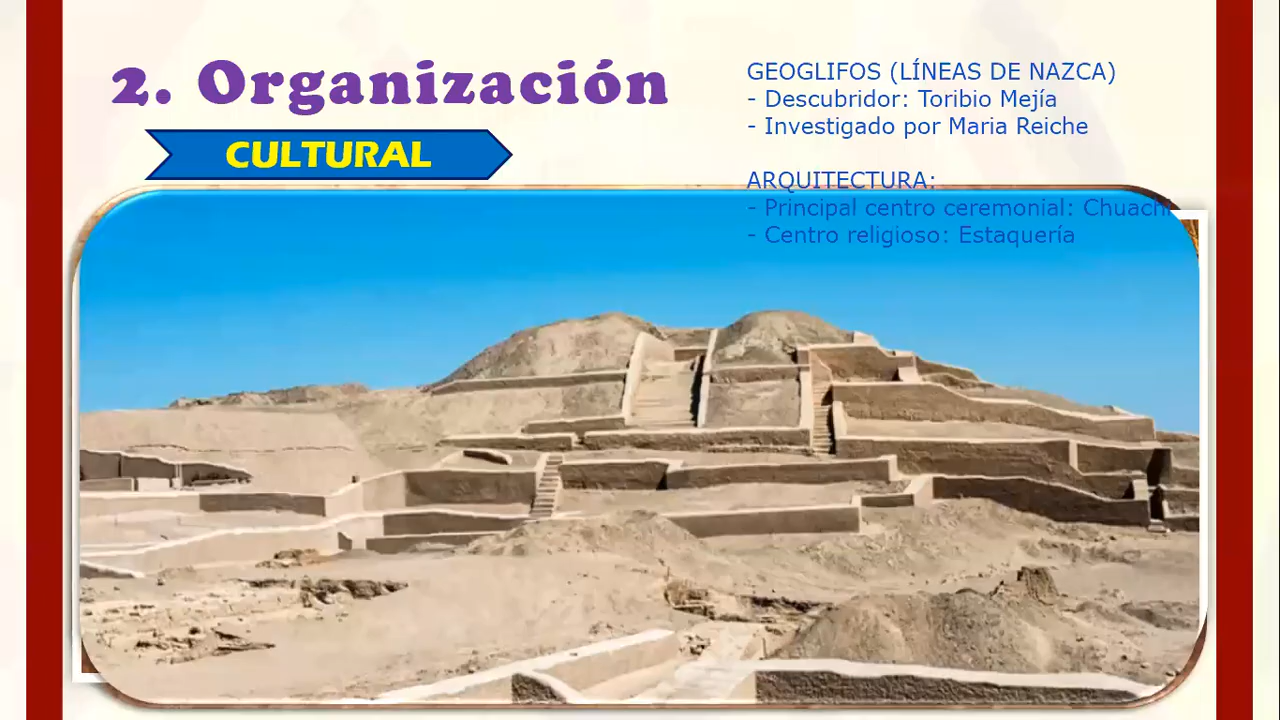 2. Organización
CULTURAL
GEOGLIFOS (LÍNEAS DE NAZCA)
- Descubridor: Toribio Mejía
- Investigado por Maria Reiche
ARQUITECTURA:
- Principal centro ceremonial: Chuachi
- Centro religioso: Estaquería